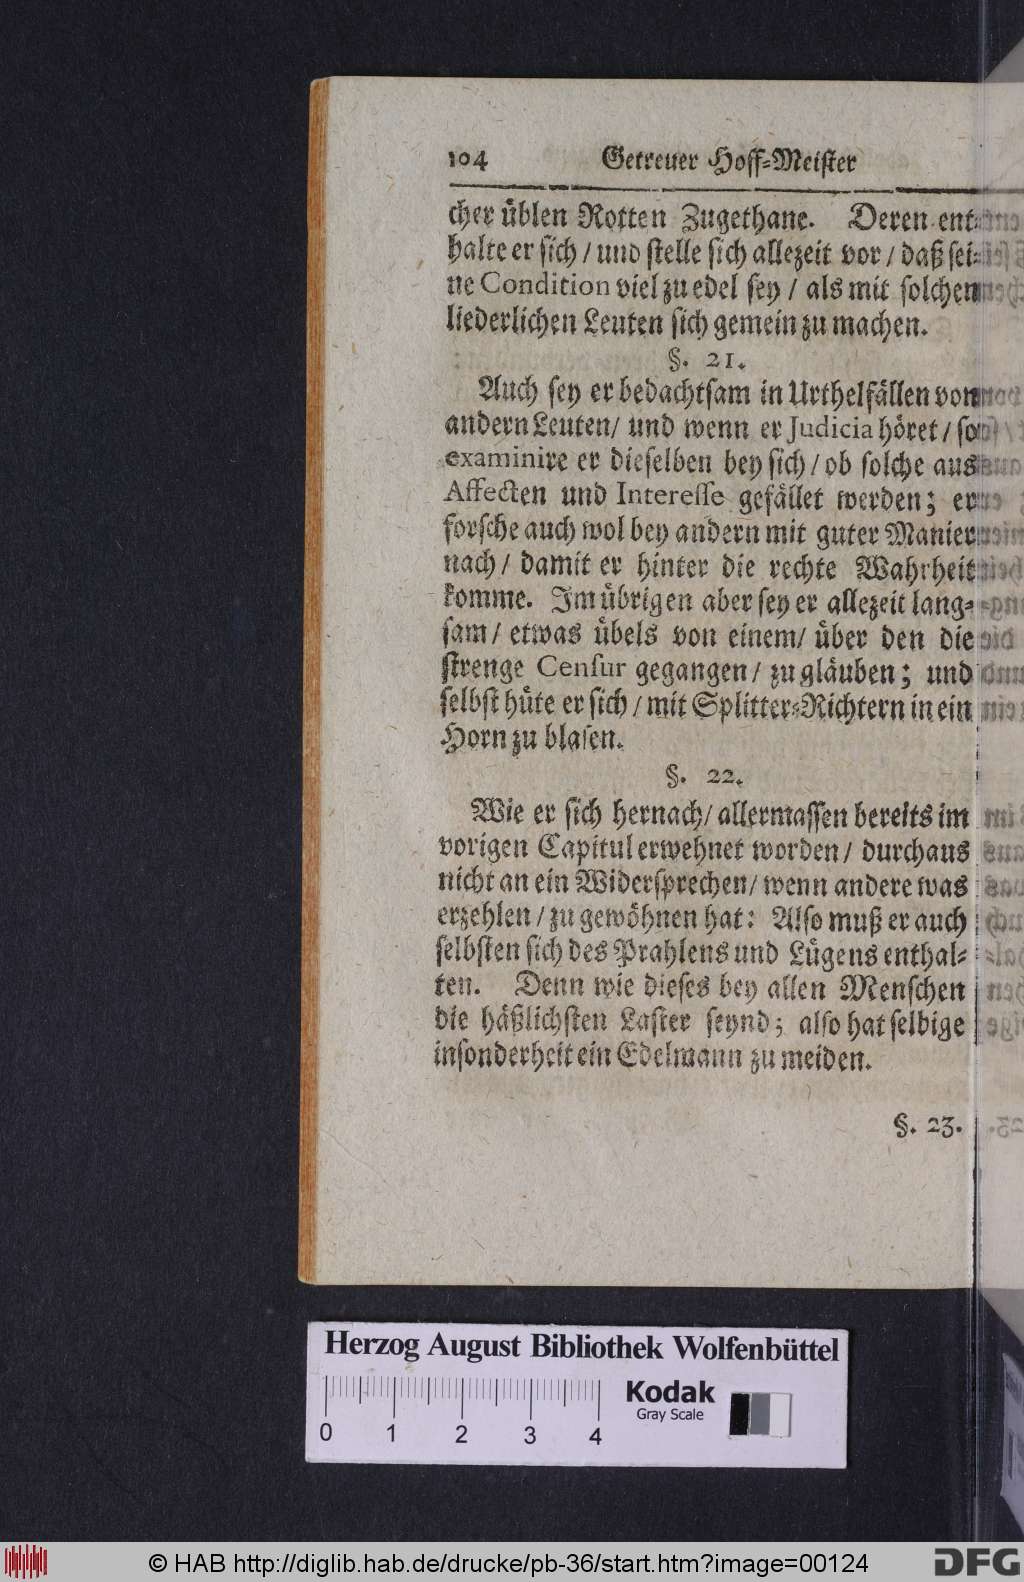 104 Getreuer Hoff-Meister
cher üblen Rotten Zugethane. Deren ent-
halte er sich / und stelle sich allezeit vor / daß sei-
ne Condition viel zu edel sey / als mit solchen
liederlichen Leuten sich gemein zu machen.
§. 21.
Auch sey er bedachtsam in Urthelfällen von
andern Leuten / und wenn er Judicia höret / so
examinire er dieselben bey sich / ob solche aus
Affecten und Interesse gefället werden; er
forsche auch wol bey andern mit guter Manier
nach / damit er hinter die rechte Wahrheit
komme. Im übrigen aber sey er allezeit lang-
sam / etwas übels von einem / über den die
strenge Censur gegangen / zu gläuben; und
selbst hüte er sich / mit Splitter-Richtern in ein
Horn zu blasen.
§. 22.
Wie er sich hernach / allermassen bereits im
vorigen Capitul erwehnet worden / durchaus
nicht an ein Widersprechen / wenn andere was
erzehlen / zu gewöhnen hat: Also muß er auch
selbsten sich des Prahlens und Lügens enthal-
ten. Denn wie dieses bey allen Menschen
die häßlichsten Laster seynd; also hat selbige
insonderheit ein Edelmann zu meiden.
§. 23.
Herzog August Bibliothek Wolfenbüttel
Kodak
Gray Scale
0 1 2 3 4
© HAB http://diglib.hab.de/drucke/pb-36/start.htm?image=00124
DFG